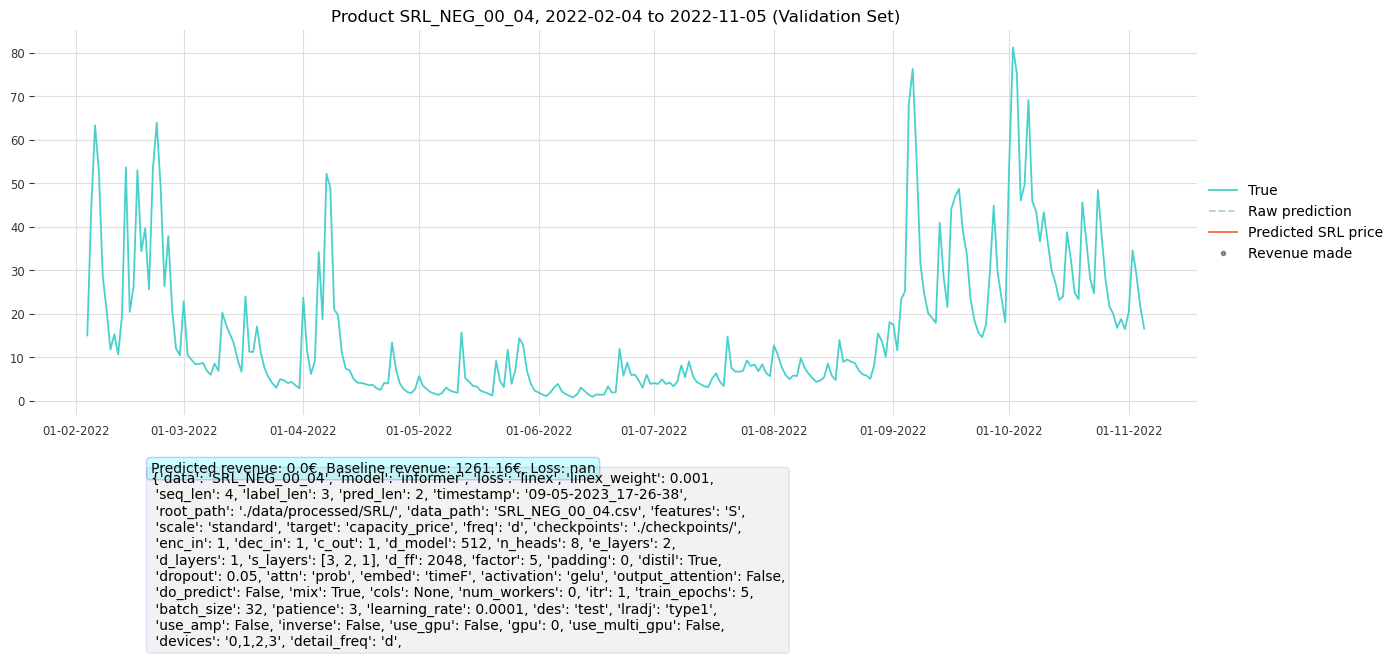 Product SRL_NEG_00_04, 2022-02-04 to 2022-11-05 (Validation Set)
80
70
60
50
40
30
20
10
0
01-02-2022 01-03-2022 01-04-2022 01-05-2022 01-06-2022 01-07-2022 01-08-2022 01-09-2022 01-10-2022 01-11-2022
True
Raw prediction
Predicted SRL price
Revenue made
Predicted revenue: 0.0€, Baseline revenue: 1261.16€, Loss: nan
{'data': 'SRL_NEG_00_04', 'model': 'informer', 'loss': 'linex', 'linex_weight': 0.001,
'seq_len': 4, 'label_len': 3, 'pred_len': 2, 'timestamp': '09-05-2023_17-26-38',
'root_path': './data/processed/SRL/', 'data_path': 'SRL_NEG_00_04.csv', 'features': 'S',
'scale': 'standard', 'target': 'capacity_price', 'freq': 'd', 'checkpoints': './checkpoints/',
'enc_in': 1, 'dec_in': 1, 'c_out': 1, 'd_model': 512, 'n_heads': 8, 'e_layers': 2,
'd_layers': 1, 's_layers': [3, 2, 1], 'd_ff': 2048, 'factor': 5, 'padding': 0, 'distil': True,
'dropout': 0.05, 'attn': 'prob', 'embed': 'timeF', 'activation': 'gelu', 'output_attention': False,
'do_predict': False, 'mix': True, 'cols': None, 'num_workers': 0, 'itr': 1, 'train_epochs': 5,
'batch_size': 32, 'patience': 3, 'learning_rate': 0.0001, 'des': 'test', 'lradj': 'type1',
'use_amp': False, 'inverse': False, 'use_gpu': False, 'gpu': 0, 'use_multi_gpu': False,
'devices': '0,1,2,3', 'detail_freq': 'd',